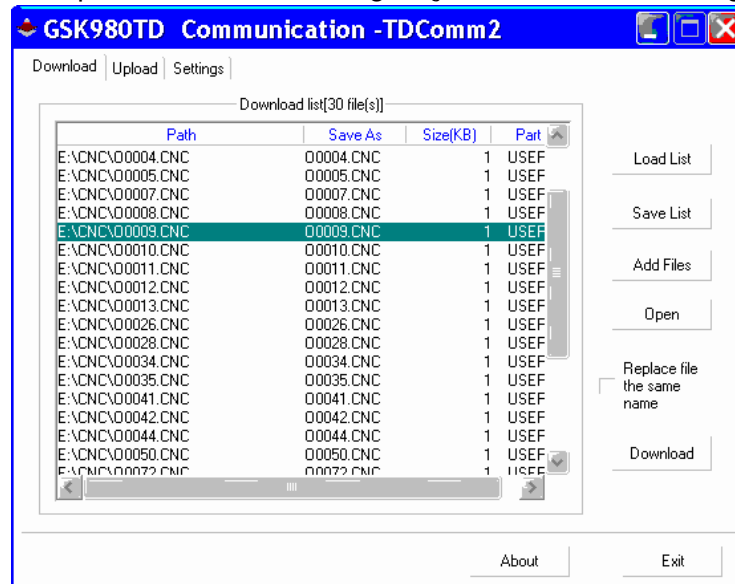 GSK980TD Communication -TDComm2
Download Upload Settings
Download list[30 file(s)]
Path Save As Size(KB) Part
E:\CNC\O0004.CNC O0004.CNC 1 USEF
E:\CNC\O0005.CNC O0005.CNC 1 USEF
E:\CNC\O0007.CNC O0007.CNC 1 USEF
E:\CNC\O0008.CNC O0008.CNC 1 USEF
E:\CNC\O0009.CNC O0009.CNC 1 USEF
E:\CNC\O0010.CNC O0010.CNC 1 USEF
E:\CNC\O0011.CNC O0011.CNC 1 USEF
E:\CNC\O0012.CNC O0012.CNC 1 USEF
E:\CNC\O0013.CNC O0013.CNC 1 USEF
E:\CNC\O0026.CNC O0026.CNC 1 USEF
E:\CNC\O0028.CNC O0028.CNC 1 USEF
E:\CNC\O0034.CNC O0034.CNC 1 USEF
E:\CNC\O0035.CNC O0035.CNC 1 USEF
E:\CNC\O0041.CNC O0041.CNC 1 USEF
E:\CNC\O0042.CNC O0042.CNC 1 USEF
E:\CNC\O0044.CNC O0044.CNC 1 USEF
E:\CNC\O0050.CNC O0050.CNC 1 USEF
E:\CNC\O0072.CNC O0072.CNC 1 USEF
Load List
Save List
Add Files
Open
Replace file
the same
name
Download
About Exit